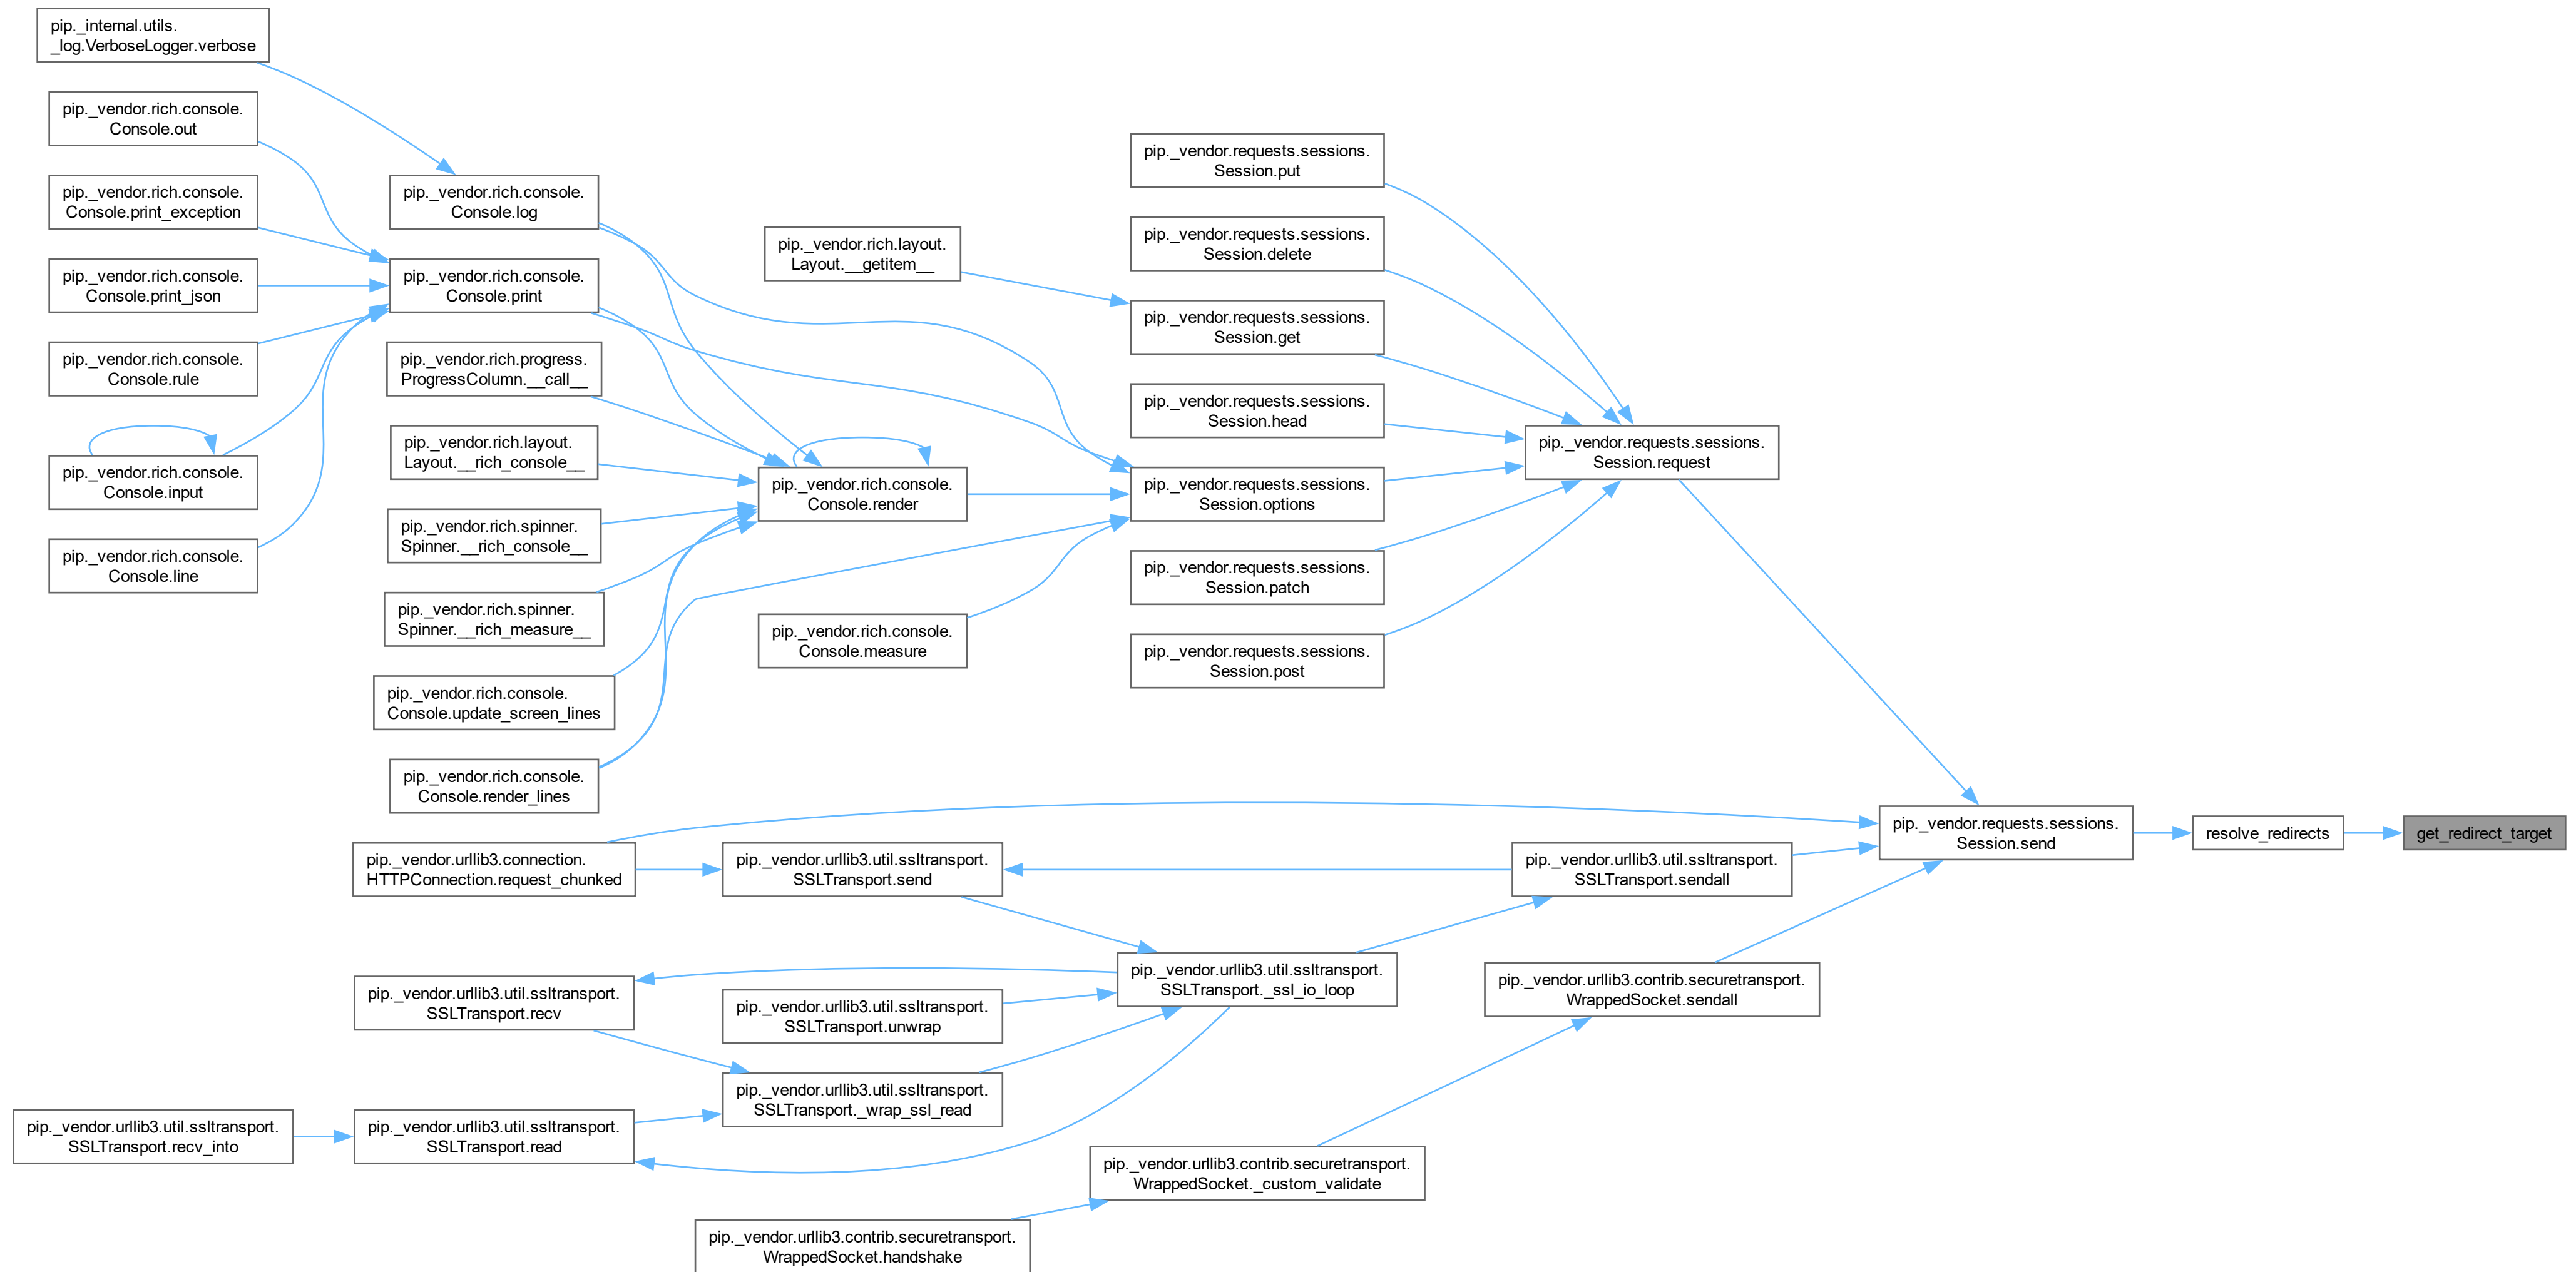 pip._internal.utils.
_log.VerboseLogger.verbose
pip._vendor.rich.console.
Console.out
pip._vendor.rich.console.
Console.print_exception
pip._vendor.rich.console.
Console.print_json
pip._vendor.rich.console.
Console.rule
pip._vendor.rich.console.
Console.input
pip._vendor.rich.console.
Console.line
pip._vendor.rich.console.
Console.log
pip._vendor.rich.console.
Console.print
pip._vendor.rich.progress.
ProgressColumn.__call__
pip._vendor.rich.layout.
Layout.__rich_console__
pip._vendor.rich.spinner.
Spinner.__rich_console__
pip._vendor.rich.spinner.
Spinner.__rich_measure__
pip._vendor.rich.console.
Console.update_screen_lines
pip._vendor.rich.console.
Console.render_lines
pip._vendor.rich.layout.
Layout.__getitem__
pip._vendor.rich.console.
Console.render
pip._vendor.rich.console.
Console.measure
pip._vendor.requests.sessions.
Session.put
pip._vendor.requests.sessions.
Session.delete
pip._vendor.requests.sessions.
Session.get
pip._vendor.requests.sessions.
Session.head
pip._vendor.requests.sessions.
Session.options
pip._vendor.requests.sessions.
Session.patch
pip._vendor.requests.sessions.
Session.post
pip._vendor.requests.sessions.
Session.request
pip._vendor.requests.sessions.
Session.send
resolve_redirects
get_redirect_target
pip._vendor.urllib3.connection.
HTTPConnection.request_chunked
pip._vendor.urllib3.util.ssltransport.
SSLTransport.send
pip._vendor.urllib3.util.ssltransport.
SSLTransport.sendall
pip._vendor.urllib3.util.ssltransport.
SSLTransport._ssl_io_loop
pip._vendor.urllib3.contrib.securetransport.
WrappedSocket.sendall
pip._vendor.urllib3.util.ssltransport.
SSLTransport.recv
pip._vendor.urllib3.util.ssltransport.
SSLTransport.unwrap
pip._vendor.urllib3.util.ssltransport.
SSLTransport._wrap_ssl_read
pip._vendor.urllib3.util.ssltransport.
SSLTransport.recv_into
pip._vendor.urllib3.util.ssltransport.
SSLTransport.read
pip._vendor.urllib3.contrib.securetransport.
WrappedSocket._custom_validate
pip._vendor.urllib3.contrib.securetransport.
WrappedSocket.handshake